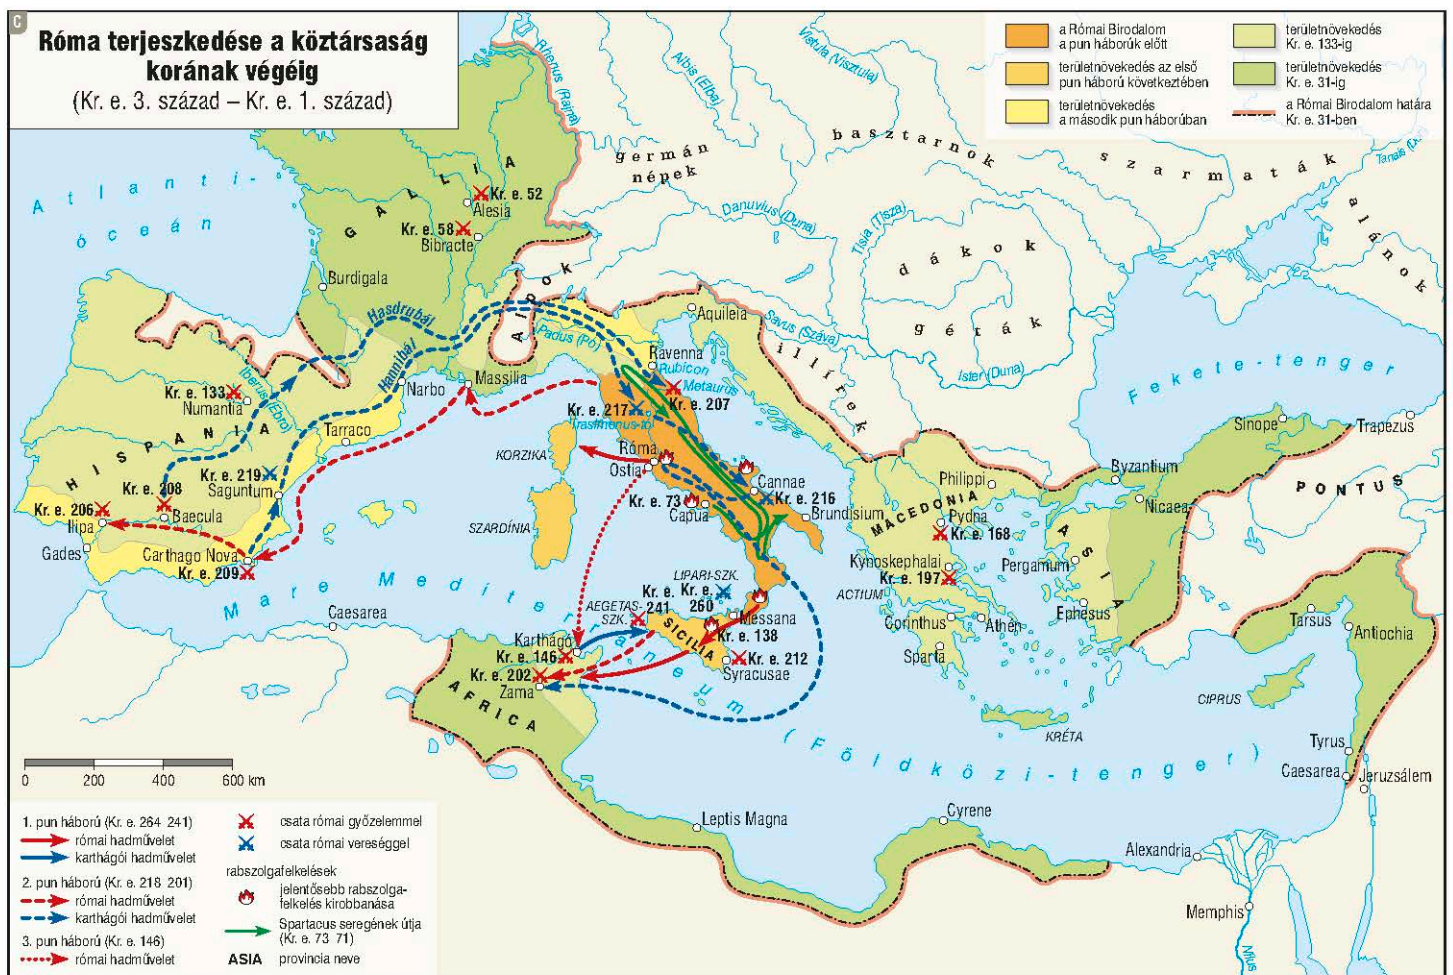 C
Róma terjeszkedése a köztársaság
korának végéig
(Kr. e. 3. század – Kr. e. 1. század)
a Római Birodalom
a pun háborúk előtt
területnövekedés az első
pun háború következtében
területnövekedés
a második pun háborúban
területnövekedés
Kr. e. 133-ig
területnövekedés
Kr. e. 31-ig
a Római Birodalom határa
Kr. e. 31-ben
Rhenus (Rajna)
Albis (Elba)
Vistula (Visztula)
germán
népek
basztarnok
szarmaták
alánok
Atlanti-
óceán
GALLIA
Kr. e. 52
Alesia
Kr. e. 58
Bibracte
Burdigala
Danuvius (Duna)
Tisia (Tisza)
dákok
géták
Alpok
Hasdrubál
Hannibál
Padus (Pó)
Aquileia
Savus (Száva)
illírek
Ister (Duna)
Fekete-tenger
Ravenna
Rubicon
Metaurus
Kr. e. 207
Kr. e. 217
Trasimenus-tó
Massilia
Narbo
Iberus (Ebro)
Kr. e. 133
Numantia
HISPANIA
Tarraco
Kr. e. 219
Saguntum
Kr. e. 208
Baecula
Kr. e. 206
Ilipa
Gades
Carthago Nova
Kr. e. 209
KORZIKA
SZARDÍNIA
Róma
Ostia
Kr. e. 73
Capua
Cannae
Kr. e. 216
Brundisium
Sinope
Trapezus
Byzantium
Nicaea
PONTUS
Philippi
MACEDONIA
Pydna
Kr. e. 168
Kynoskephalai
Kr. e. 197
ACTIUM
Pergamum
ASIA
Ephesus
Corinthus
Athén
Spárta
Tarsus
Antiochia
CIPRUS
KRÉTA
LIPARI-SZK.
Kr. e.
260
AEGETAS-
SZK.
Kr. e.
241
Messana
SICILIA
Kr. e. 138
Kr. e. 212
Syracusae
Karthágó
Kr. e. 146
Kr. e. 202
Zama
AFRICA
Caesarea
Mare Mediterraneum
(Földközi-tenger)
Tyrus
Caesarea
Jeruzsálem
Leptis Magna
Cyrene
Alexandria
Memphis
Nílus
0 200 400 600 km
1. pun háború (Kr. e. 264 241)
római hadművelet
karthágói hadművelet
2. pun háború (Kr. e. 218 201)
római hadművelet
karthágói hadművelet
3. pun háború (Kr. e. 146)
római hadművelet
csata római győzelemmel
csata római vereséggel
rabszolgafelkelések
jelentősebb rabszolga-
felkelés kirobbanása
Spartacus seregének útja
(Kr. e. 73 71)
ASIA provincia neve